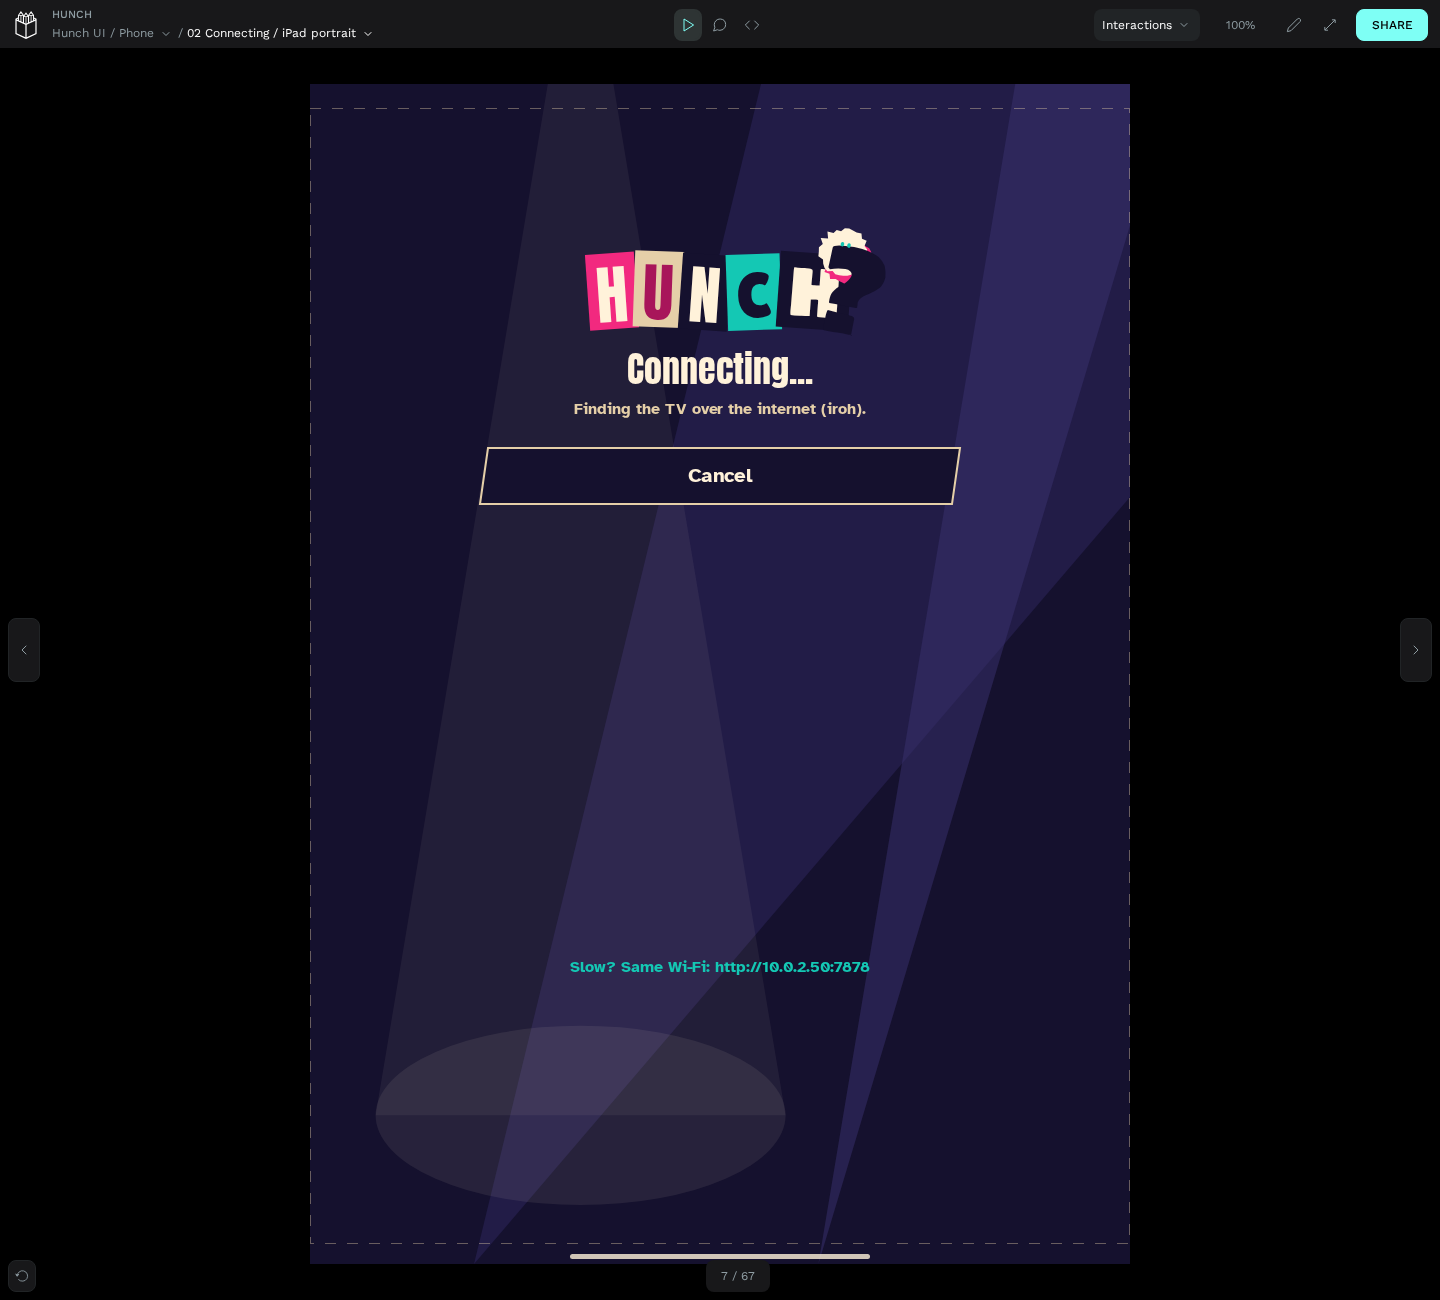 HUNCH
Hunch UI / Phone / 02 Connecting / iPad portrait
Interactions
100%
SHARE
HUNCH?
Connecting...
Finding the TV over the internet (iroh).
Cancel
Slow? Same Wi-Fi: http://10.0.2.50:7878
7 / 67